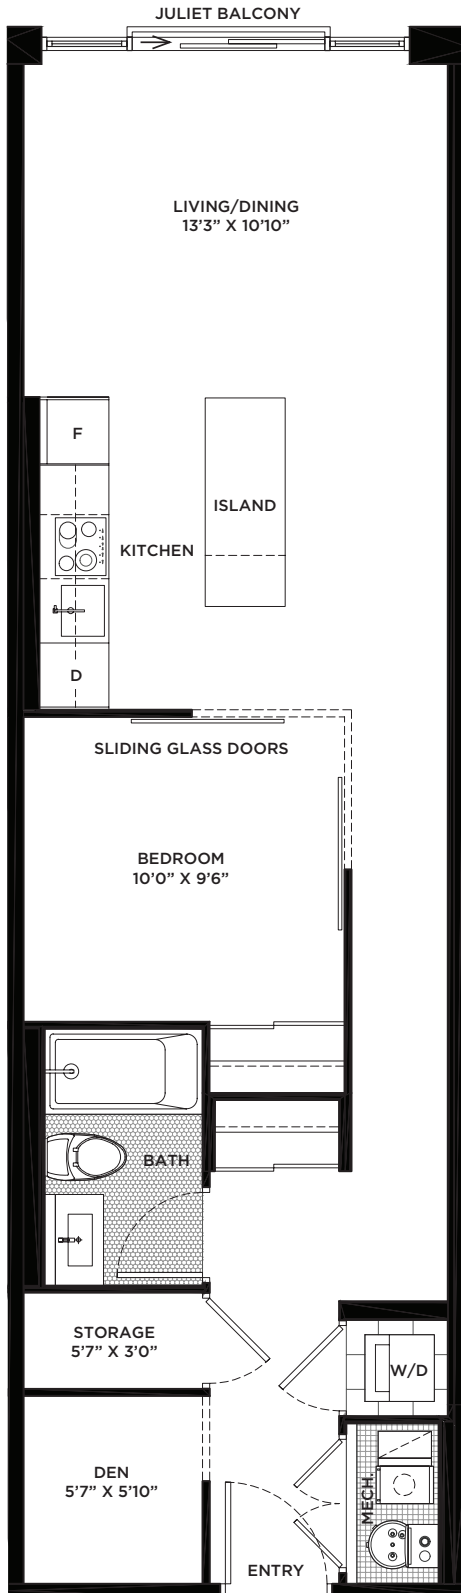 JULIET BALCONY
LIVING/DINING
13'3” X 10'10”
F
ISLAND
KITCHEN
D
SLIDING GLASS DOORS
BEDROOM
10'0” X 9'6”
BATH
STORAGE
5'7” X 3'0”
W/D
DEN
5'7” X 5'10”
MECH.
ENTRY